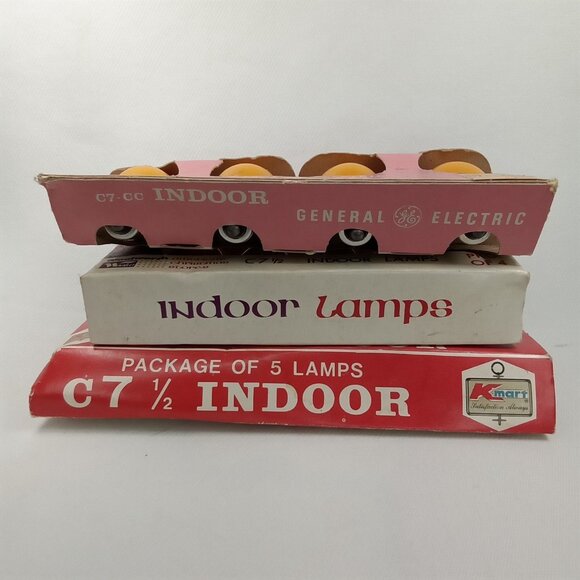 C7-CC INDOOR
GENERAL GE ELECTRIC
C7 ½ INDOOR LAMPS
Indoor Lamps
PACKAGE OF 5 LAMPS
C7 ½ INDOOR
Kmart®
Satisfaction Always